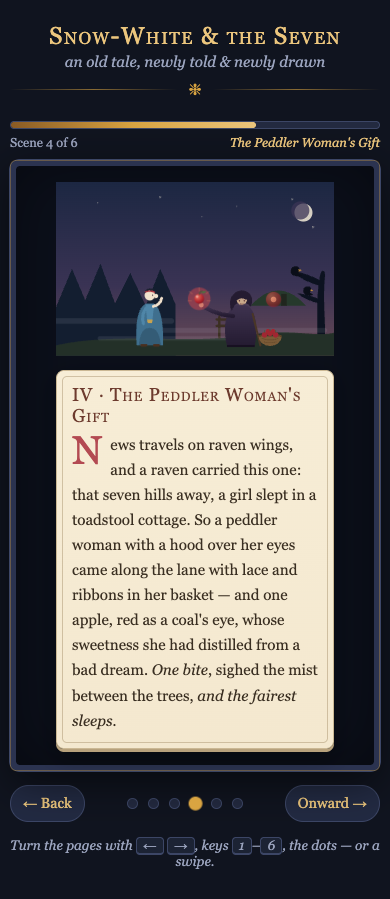 Snow-White & the Seven
an old tale, newly told & newly drawn
Scene 4 of 6
The Peddler Woman's Gift
IV · The Peddler Woman's
Gift
News travels on raven wings,
and a raven carried this one:
that seven hills away, a girl slept in a
toadstool cottage. So a peddler
woman with a hood over her eyes
came along the lane with lace and
ribbons in her basket — and one
apple, red as a coal's eye, whose
sweetness she had distilled from a
bad dream. One bite, sighed the mist
between the trees, and the fairest
sleeps.
← Back
Onward →
Turn the pages with ← →, keys 1–6, the dots — or a
swipe.